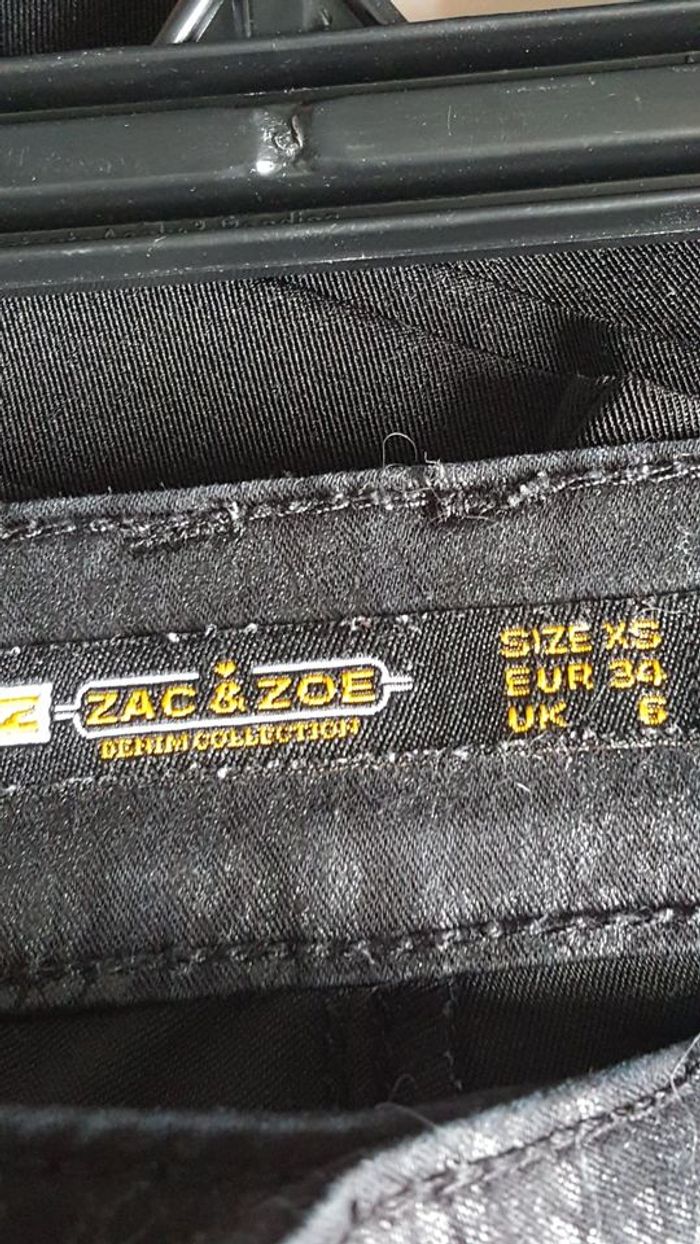 ZAC & ZOE
DENIM COLLECTION
SIZE XS
EUR 34
UK 6